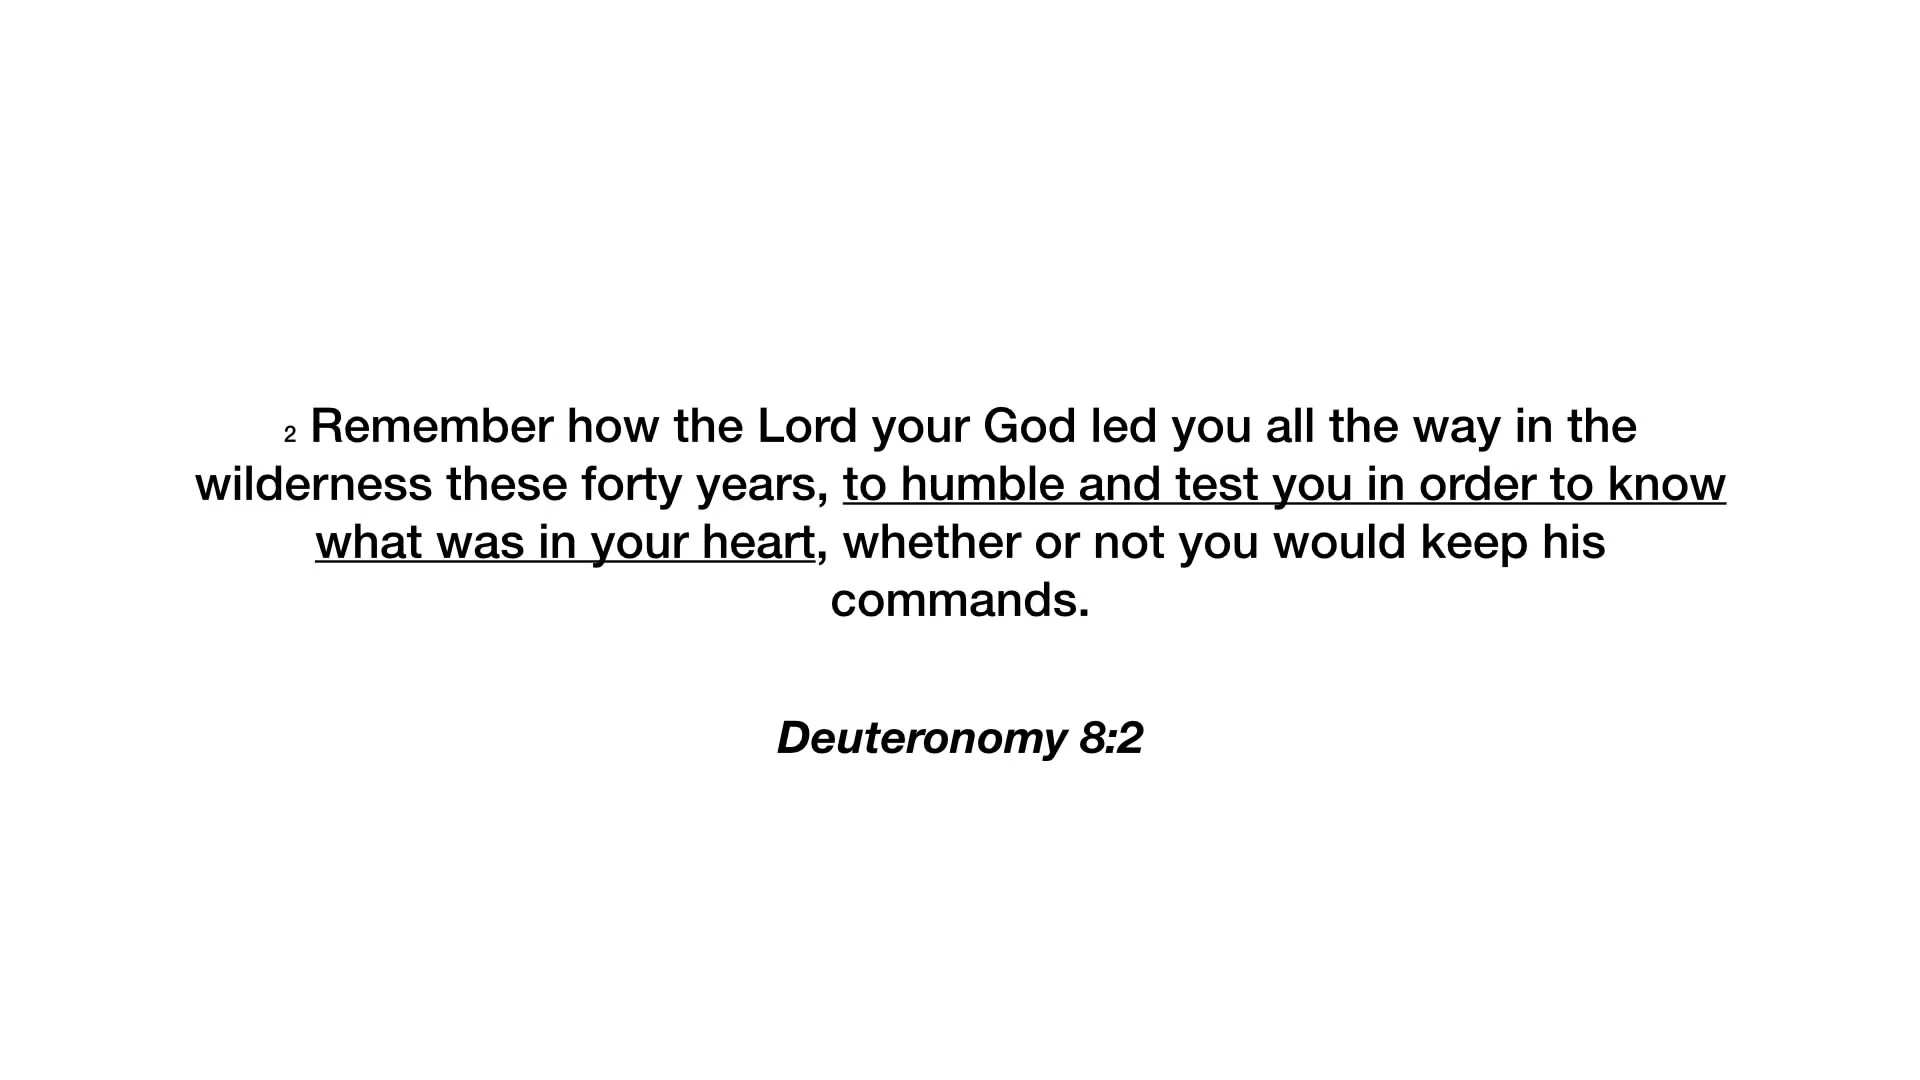 2 Remember how the Lord your God led you all the way in the
wilderness these forty years, to humble and test you in order to know
what was in your heart, whether or not you would keep his
commands.
Deuteronomy 8:2